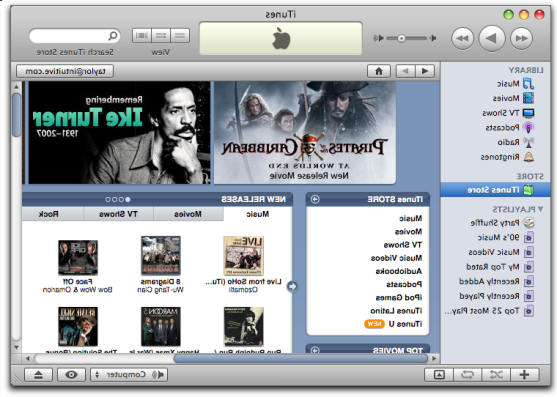 iTunes
View
Search iTunes Store
taylor@intuitive.com
LIBRARY
Music
Movies
TV Shows
Podcasts
Radio
Ringtones
STORE
iTunes Store
PLAYLISTS
Party Shuffle
90's Music
Music Videos
My Top Rated
Recently Added
Recently Played
Top 25 Most Play...
PIRATES of the CARIBBEAN
AT WORLD'S END
New Release Movie
Remembering
Ike Turner
1931-2007
iTunes STORE
Music
Movies
TV Shows
Music Videos
Audiobooks
Podcasts
iPod Games
iTunes Latino
iTunes U NEW
TOP MOVIES
NEW RELEASES
Music Movies TV Shows Rock
Live from SoHo (iTu...
Ozomatli
8 Diagrams
Wu-Tang Clan
Face Off
Bow Wow & Omarion
MAROON5
Run Rudolph Run /
Happy Xmas (War Is
Computer